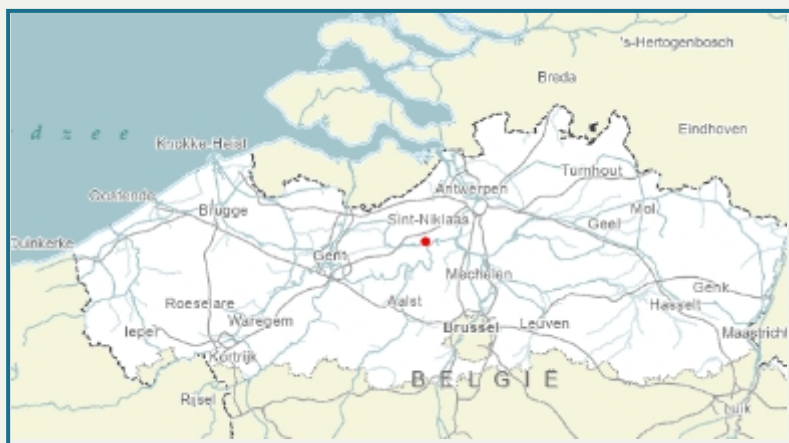 's-Hertogenbosch
Breda
d z e e
Eindhoven
Knokke-Heist
Turnhout
Antwerpen
Oostende
Brugge
Sint-Niklaas
Mol
Geel
Duinkerke
Gent
Mechelen
Genk
Roeselare
Aalst
Hasselt
Ieper
Waregem
Brussel
Leuven
Maastricht
Kortrijk
BELGIË
Rijsel
Luik